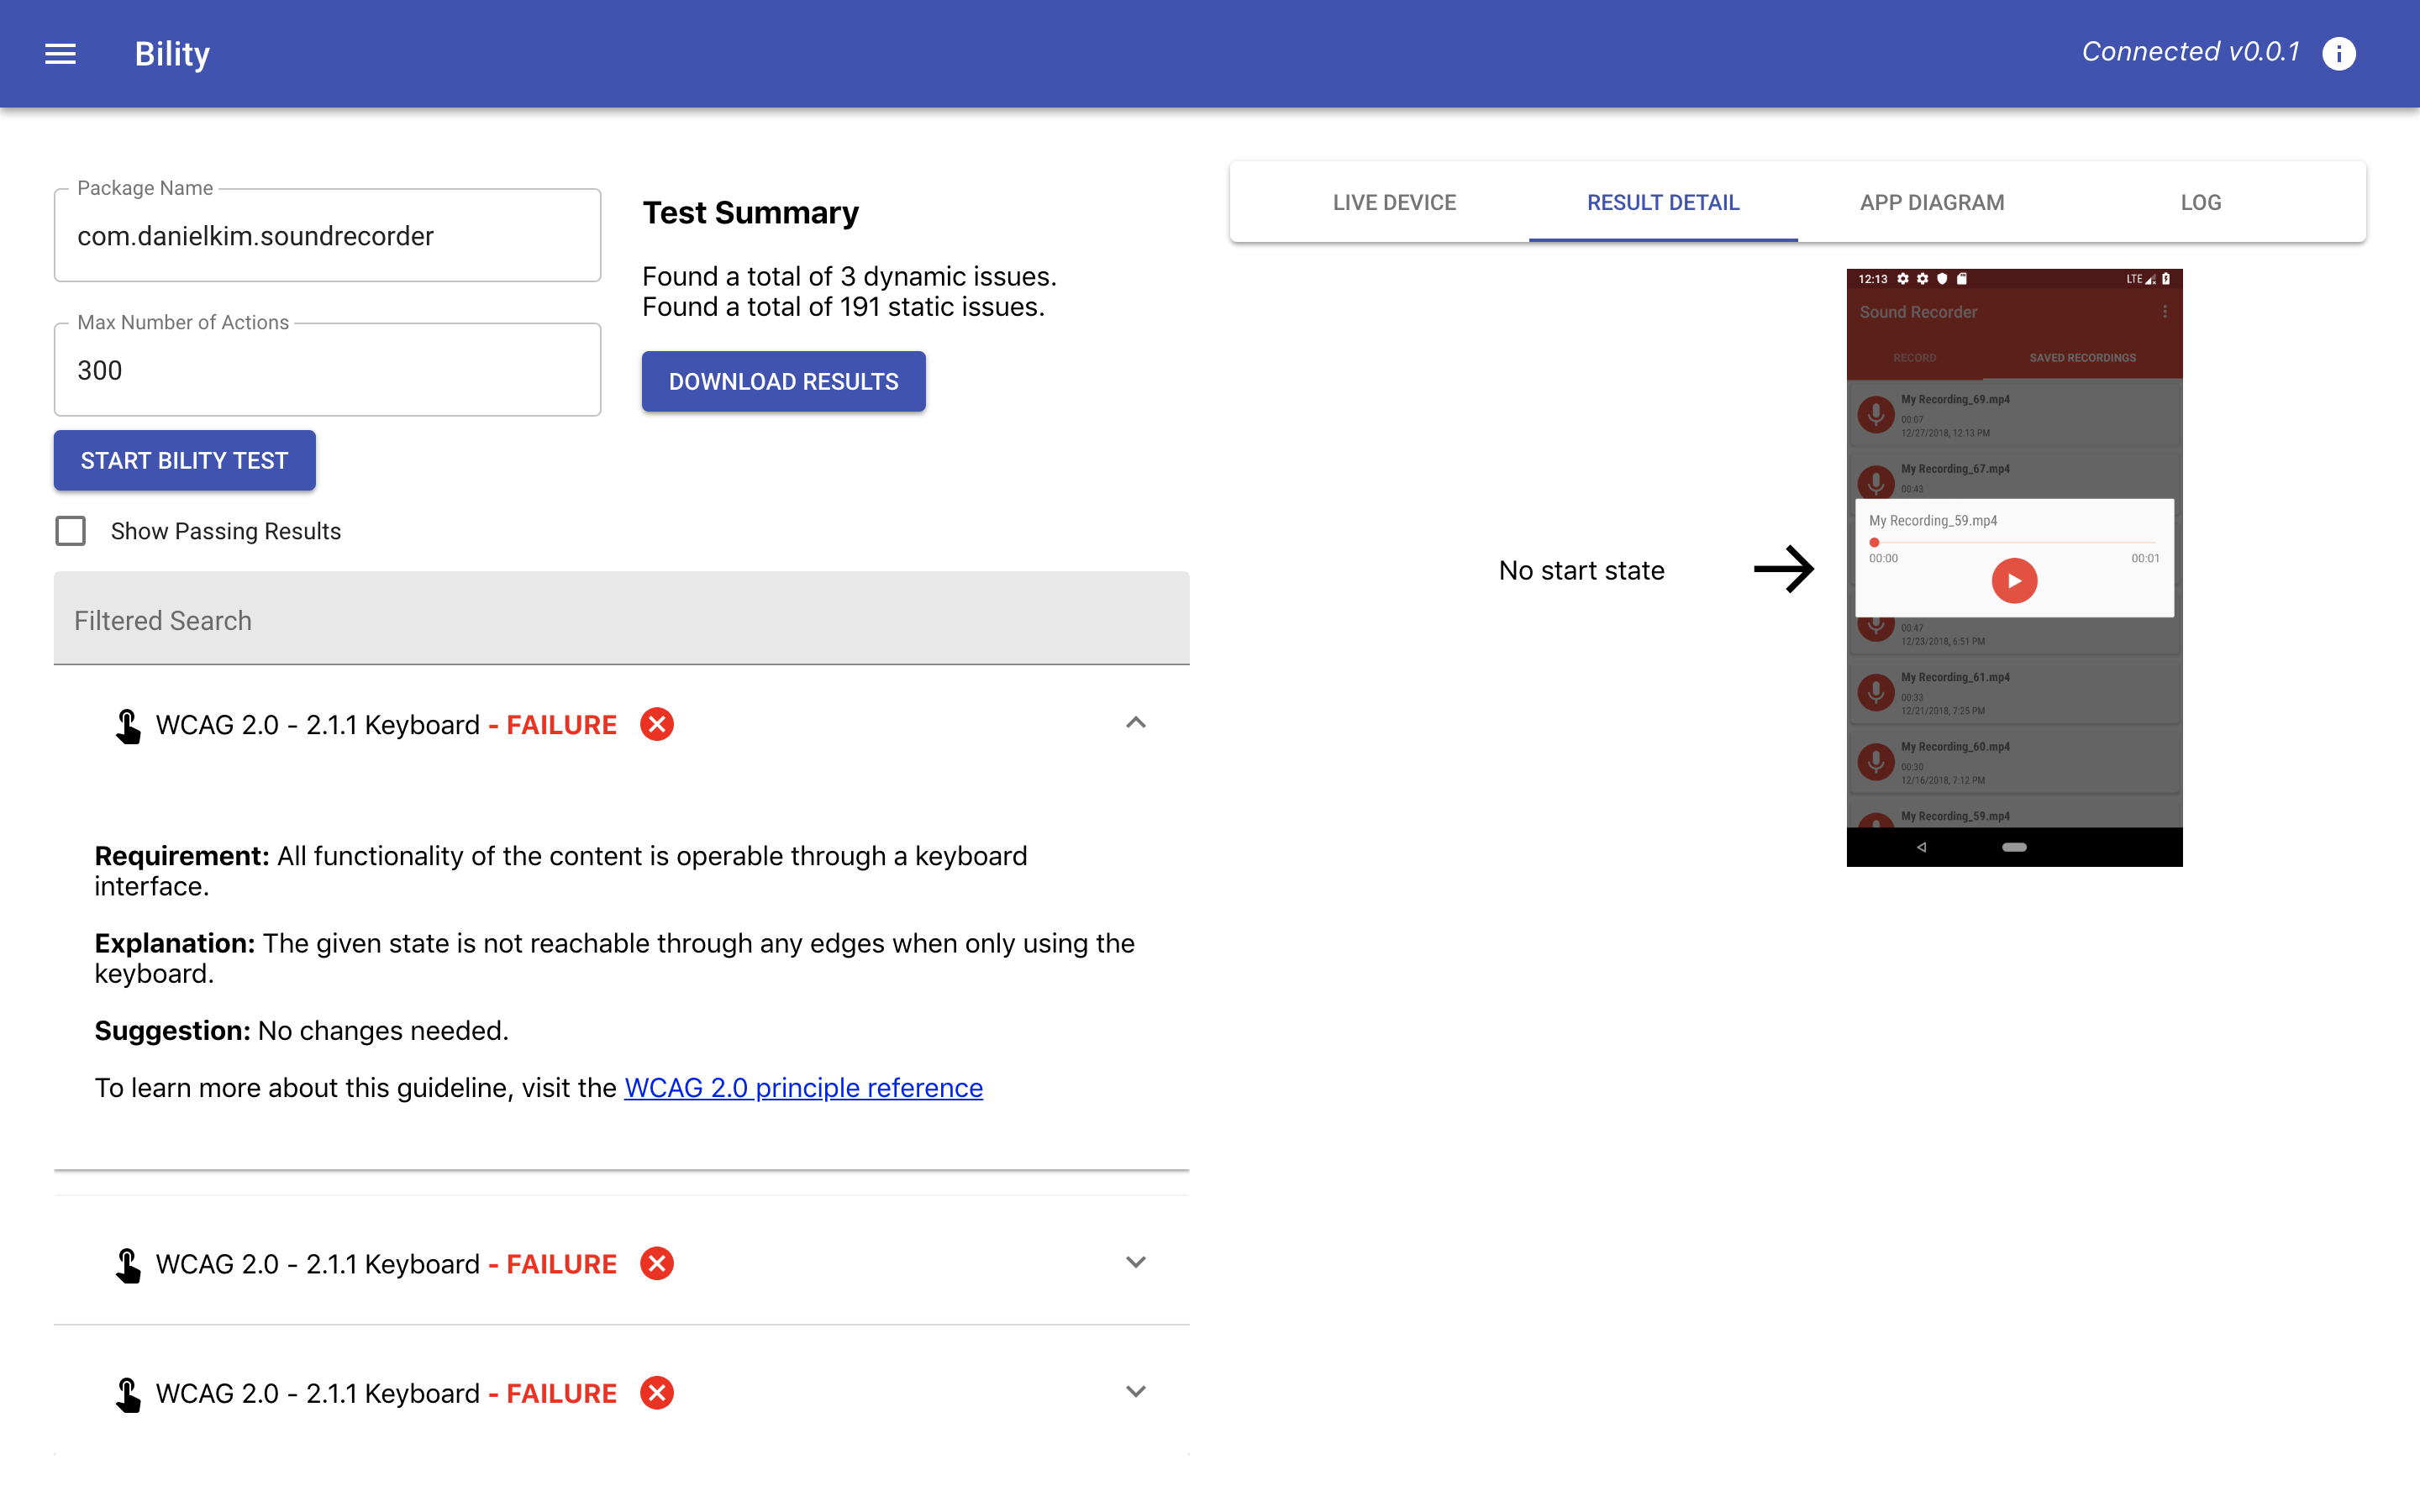 Bility
Connected v0.0.1
Package Name
com.danielkim.soundrecorder
Max Number of Actions
300
START BILITY TEST
Test Summary
Found a total of 3 dynamic issues.
Found a total of 191 static issues.
DOWNLOAD RESULTS
Show Passing Results
Filtered Search
WCAG 2.0 - 2.1.1 Keyboard - FAILURE
Requirement: All functionality of the content is operable through a keyboard
interface.
Explanation: The given state is not reachable through any edges when only using the
keyboard.
Suggestion: No changes needed.
To learn more about this guideline, visit the WCAG 2.0 principle reference
WCAG 2.0 - 2.1.1 Keyboard - FAILURE
WCAG 2.0 - 2.1.1 Keyboard - FAILURE
LIVE DEVICE
RESULT DETAIL
APP DIAGRAM
LOG
No start state
12:13
LTE
Sound Recorder
RECORD
SAVED RECORDINGS
My Recording_69.mp4
00:07
12/27/2018, 12:13 PM
My Recording_67.mp4
00:43
My Recording_59.mp4
00:00
00:01
00:47
12/23/2018, 6:51 PM
My Recording_61.mp4
00:33
12/21/2018, 7:25 PM
My Recording_60.mp4
00:30
12/16/2018, 7:12 PM
My Recording_59.mp4